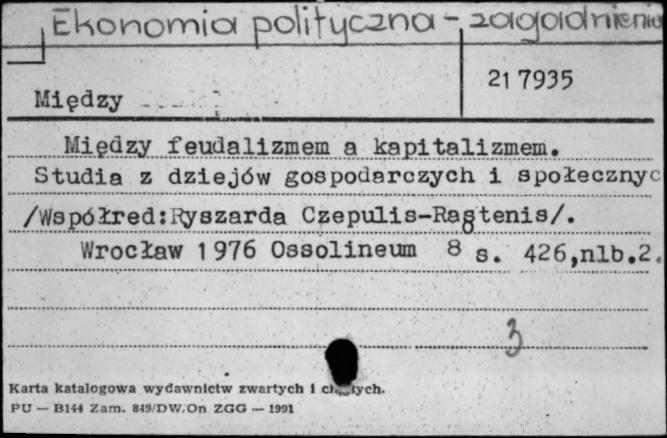 Ekonomia polityczna - zagadnienia
21 7935
Między
Między feudalizmem a kapitalizmem.
Studia z dziejów gospodarczych i społecznyc
/Współred:Ryszarda Czepulis-Rastenis/.
Wrocław 1976 Ossolineum 8 s. 426,nlb.2.
3
Karta katalogowa wydawnictw zwartych i
PU — B144 Zam. 849/DW.On ZGG — 1991